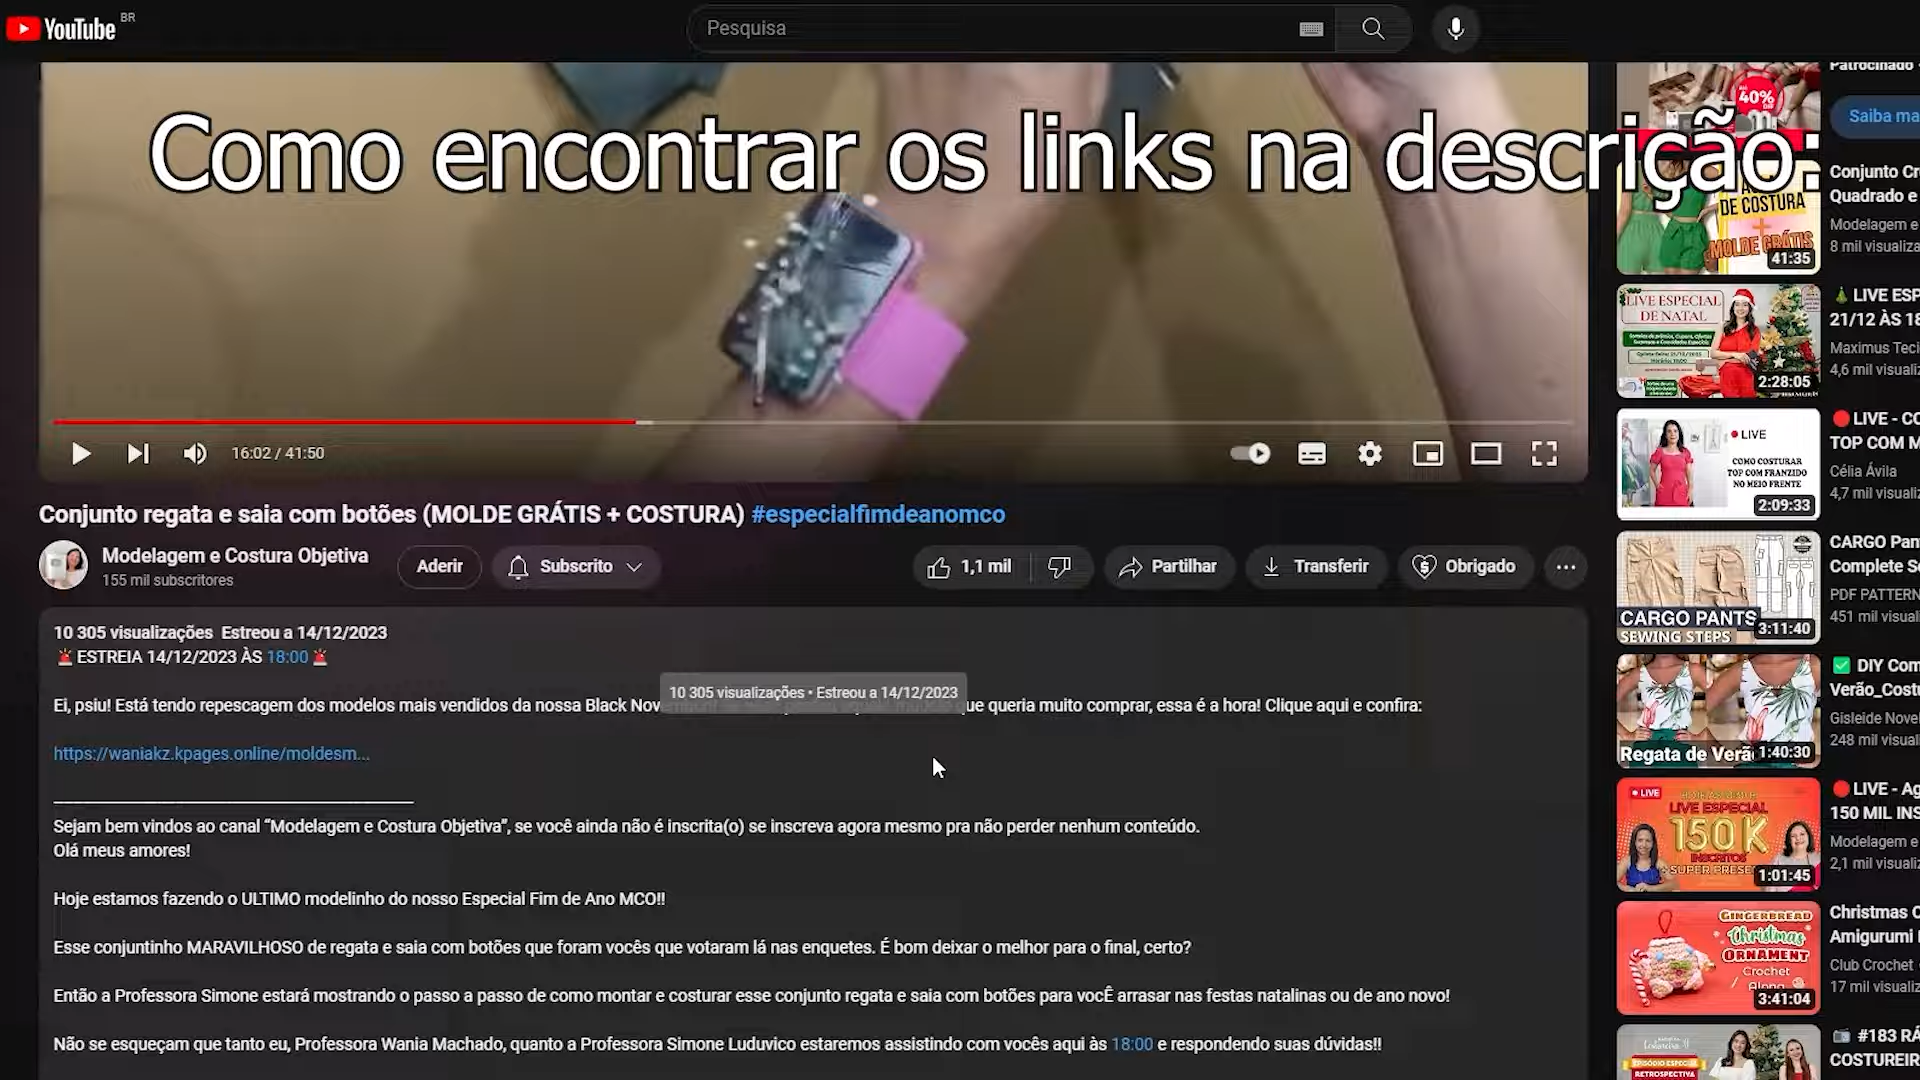 YouTube BR
Pesquisa
Como encontrar os links na descrição:
16:02 / 41:50
Conjunto regata e saia com botões (MOLDE GRÁTIS + COSTURA) #especialfimdeanomco
Modelagem e Costura Objetiva
155 mil subscritores
Aderir
Subscrito
1,1 mil
Partilhar
Transferir
Obrigado
10 305 visualizações Estreou a 14/12/2023
🚨ESTREIA 14/12/2023 ÀS 18:00🚨
10 305 visualizações • Estreou a 14/12/2023
Ei, psiu! Está tendo repescagem dos modelos mais vendidos da nossa Black que queria muito comprar, essa é a hora! Clique aqui e confira:
https://waniakz.kpages.online/moldesm...
Sejam bem vindos ao canal “Modelagem e Costura Objetiva”, se você ainda não é inscrita(o) se inscreva agora mesmo pra não perder nenhum conteúdo.
Olá meus amores!
Hoje estamos fazendo o ULTIMO modelinho do nosso Especial Fim de Ano MCO!!
Esse conjuntinho MARAVILHOSO de regata e saia com botões que foram vocês que votaram lá nas enquetes. É bom deixar o melhor para o final, certo?
Então a Professora Simone estará mostrando o passo a passo de como montar e costurar esse conjunto regata e saia com botões para vocÊ arrasar nas festas natalinas ou de ano novo!
Não se esqueçam que tanto eu, Professora Wania Machado, quanto a Professora Simone Luduvico estaremos assistindo com vocês aqui às 18:00 e respondendo suas dúvidas!!
Patrocinado
40%
Saiba ma
DE COSTURA
+
MOLDE GRÁTIS
41:35
Conjunto Cr
Quadrado e
Modelagem e
8 mil visualiza
LIVE ESPECIAL
DE NATAL
2:28:05
🎄 LIVE ESP
21/12 ÀS 18
Maximus Teci
4,6 mil visualiz
LIVE
COMO COSTURAR
TOP COM FRANZIDO
NO MEIO FRENTE
2:09:33
🔴 LIVE - CO
TOP COM M
Célia Ávila
4,7 mil visualiz
CARGO PANTS
SEWING STEPS
3:11:40
CARGO Pan
Complete Se
PDF PATTERN
451 mil visuali
Regata de Verã
1:40:30
✅ DIY Com
Verão_Costu
Gisleide Novel
248 mil visuali
LIVE
LIVE ESPECIAL
150K
INSCRITOS
SUPER PRESE
1:01:45
🔴 LIVE - Ag
150 MIL INS
Modelagem e
2,1 mil visualiz
GINGERBREAD
Christmas
ORNAMENT
Crochet
Along
3:41:04
Christmas C
Amigurumi
Club Crochet
17 mil visualiz
EPISÓDIO ESPECIAL
RETROSPECTIVA
📻 #183 RÁ
COSTUREIR